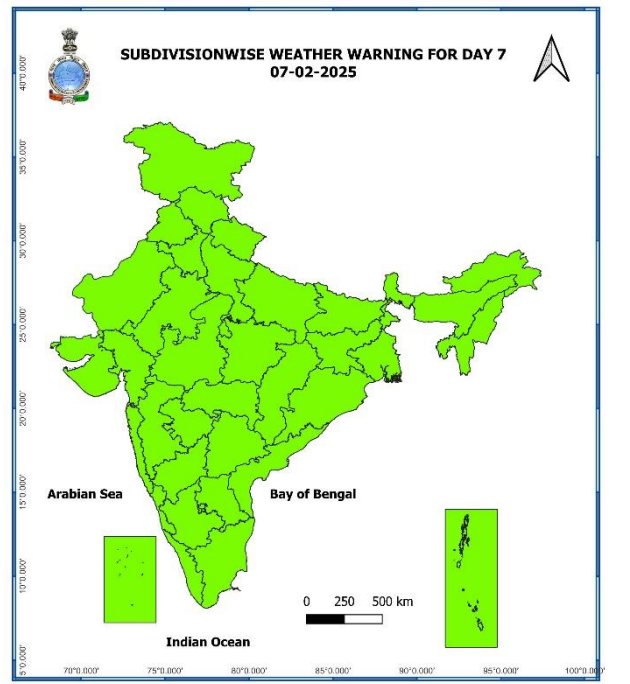 SUBDIVISIONWISE WEATHER WARNING FOR DAY 7
07-02-2025
40°0.000'
35°0.000'
30°0.000'
25°0.000'
20°0.000'
15°0.000'
10°0.000'
5°0.000'
Arabian Sea
Bay of Bengal
0 250 500 km
Indian Ocean
70°0.000' 75°0.000' 80°0.000' 85°0.000' 90°0.000' 95°0.000' 100°0.000'